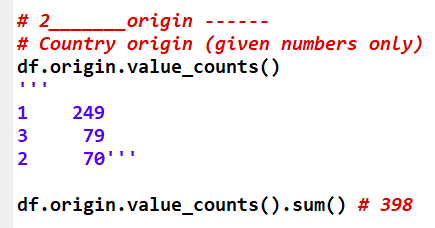 # 2_______origin ------
# Country origin (given numbers only)
df.origin.value_counts()
'''
1    249
3     79
2     70'''
df.origin.value_counts().sum() # 398